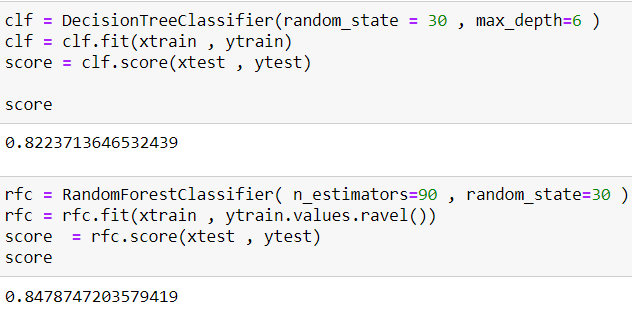 clf = DecisionTreeClassifier(random_state = 30 , max_depth=6 )
clf = clf.fit(xtrain , ytrain)
score = clf.score(xtest , ytest)
score
0.8223713646532439
rfc = RandomForestClassifier( n_estimators=90 , random_state=30 )
rfc = rfc.fit(xtrain , ytrain.values.ravel())
score  = rfc.score(xtest , ytest)
score
0.8478747203579419